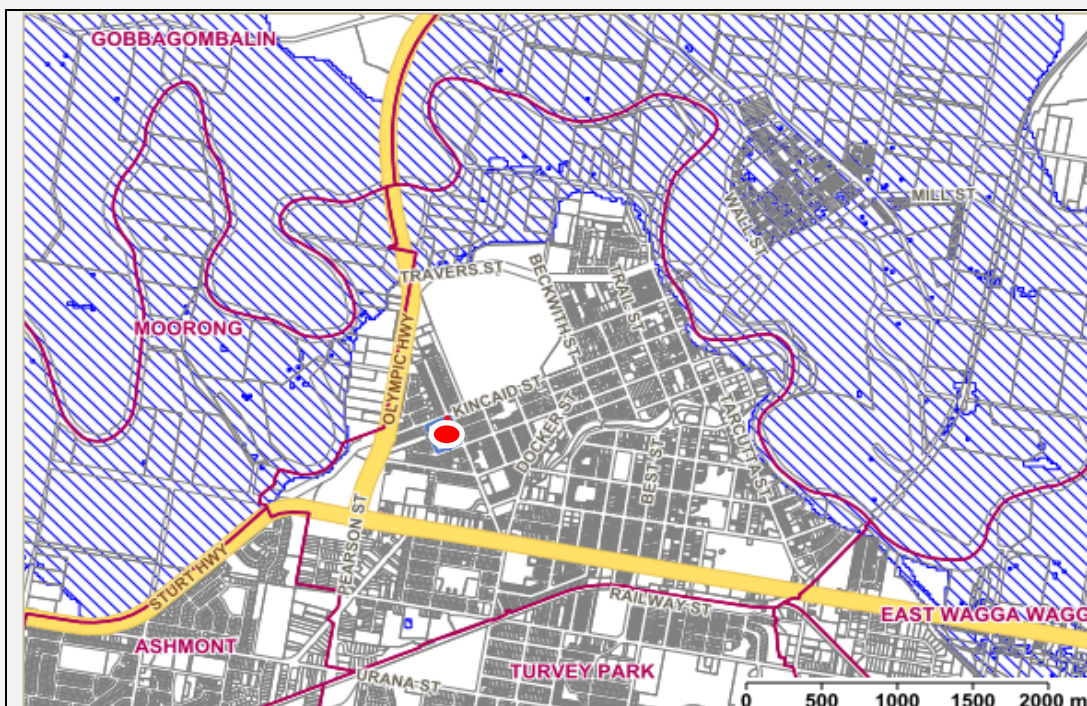 GOBBAGOMBALIN
MILL ST
WALL ST
TRAVERS ST
BECKWITH ST
TRAIL ST
MOORONG
OLYMPIC HWY
KINCAID ST
DOCKER ST
TARCUTTA ST
BEST ST
PEARSON ST
STURT HWY
RAILWAY ST
EAST WAGGA WAGG
ASHMONT
TURVEY PARK
URANA ST
0 500 1000 1500 2000 m